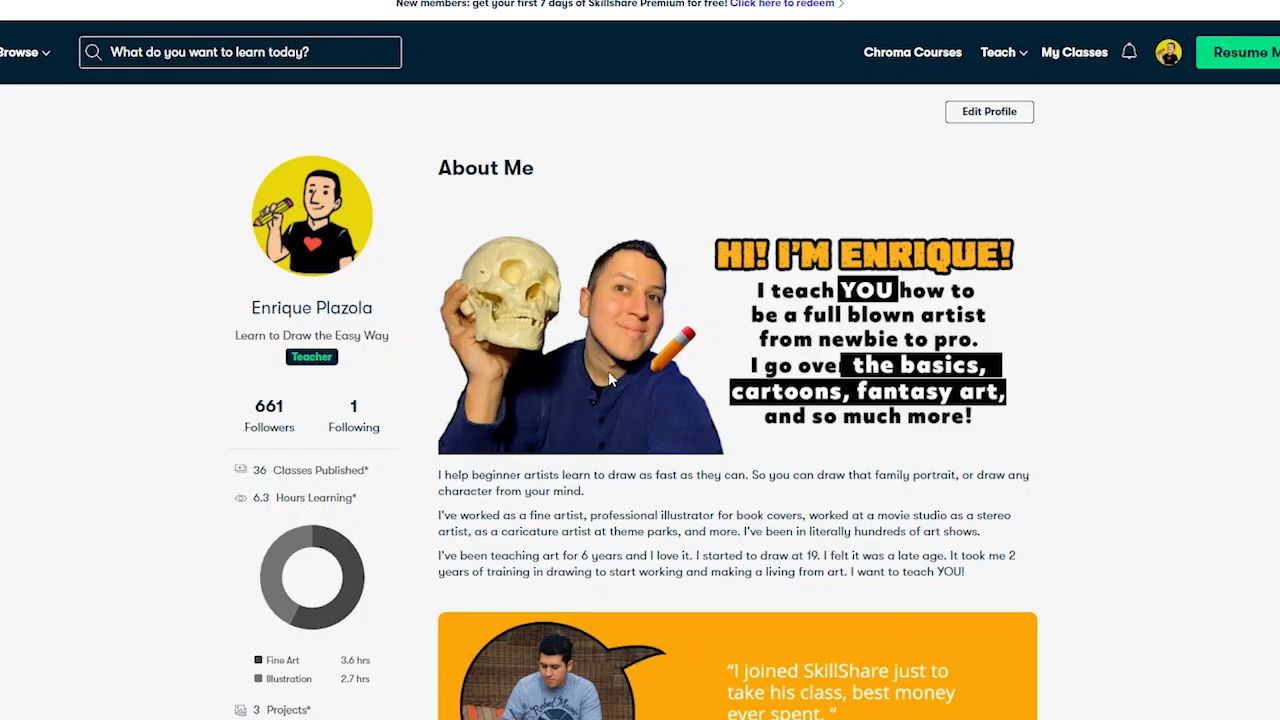 New members: get your first 7 days of Skillshare Premium for free! Click here to redeem
Browse
What do you want to learn today?
Chroma Courses
Teach
My Classes
Resume M
Edit Profile
About Me
HI! I'M ENRIQUE!
I teach YOU how to
be a full blown artist
from newbie to pro.
I go over the basics,
cartoons, fantasy art,
and so much more!
Enrique Plazola
Learn to Draw the Easy Way
Teacher
661
Followers
1
Following
36 Classes Published*
6.3 Hours Learning*
Fine Art 3.6 hrs
Illustration 2.7 hrs
3 Projects*
I help beginner artists learn to draw as fast as they can. So you can draw that family portrait, or draw any
character from your mind.
I've worked as a fine artist, professional illustrator for book covers, worked at a movie studio as a stereo
artist, as a caricature artist at theme parks, and more. I've been in literally hundreds of art shows.
I've been teaching art for 6 years and I love it. I started to draw at 19. I felt it was a late age. It took me 2
years of training in drawing to start working and making a living from art. I want to teach YOU!
"I joined SkillShare just to
take his class, best money
ever spent. "